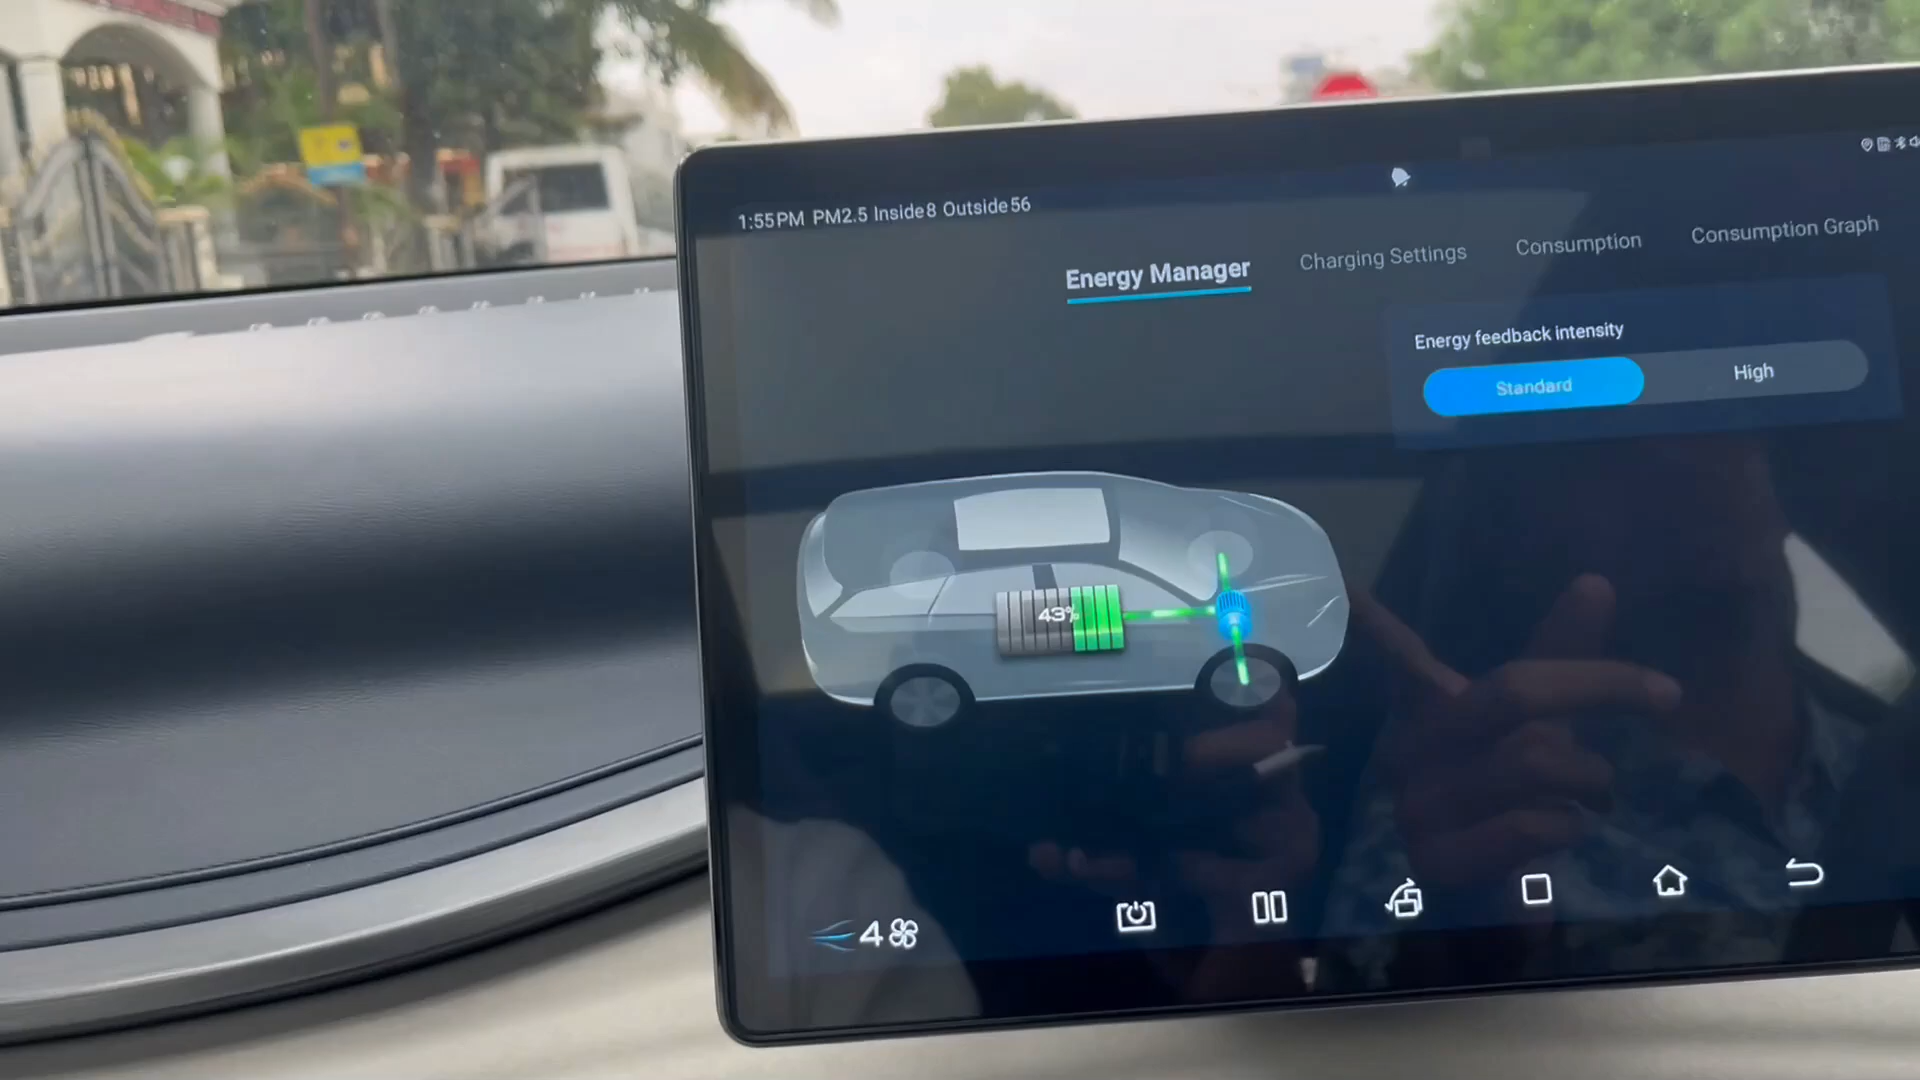 1:55PM PM2.5 Inside8 Outside56
Energy Manager
Charging Settings
Consumption
Consumption Graph
Energy feedback intensity
Standard
High
43%
4